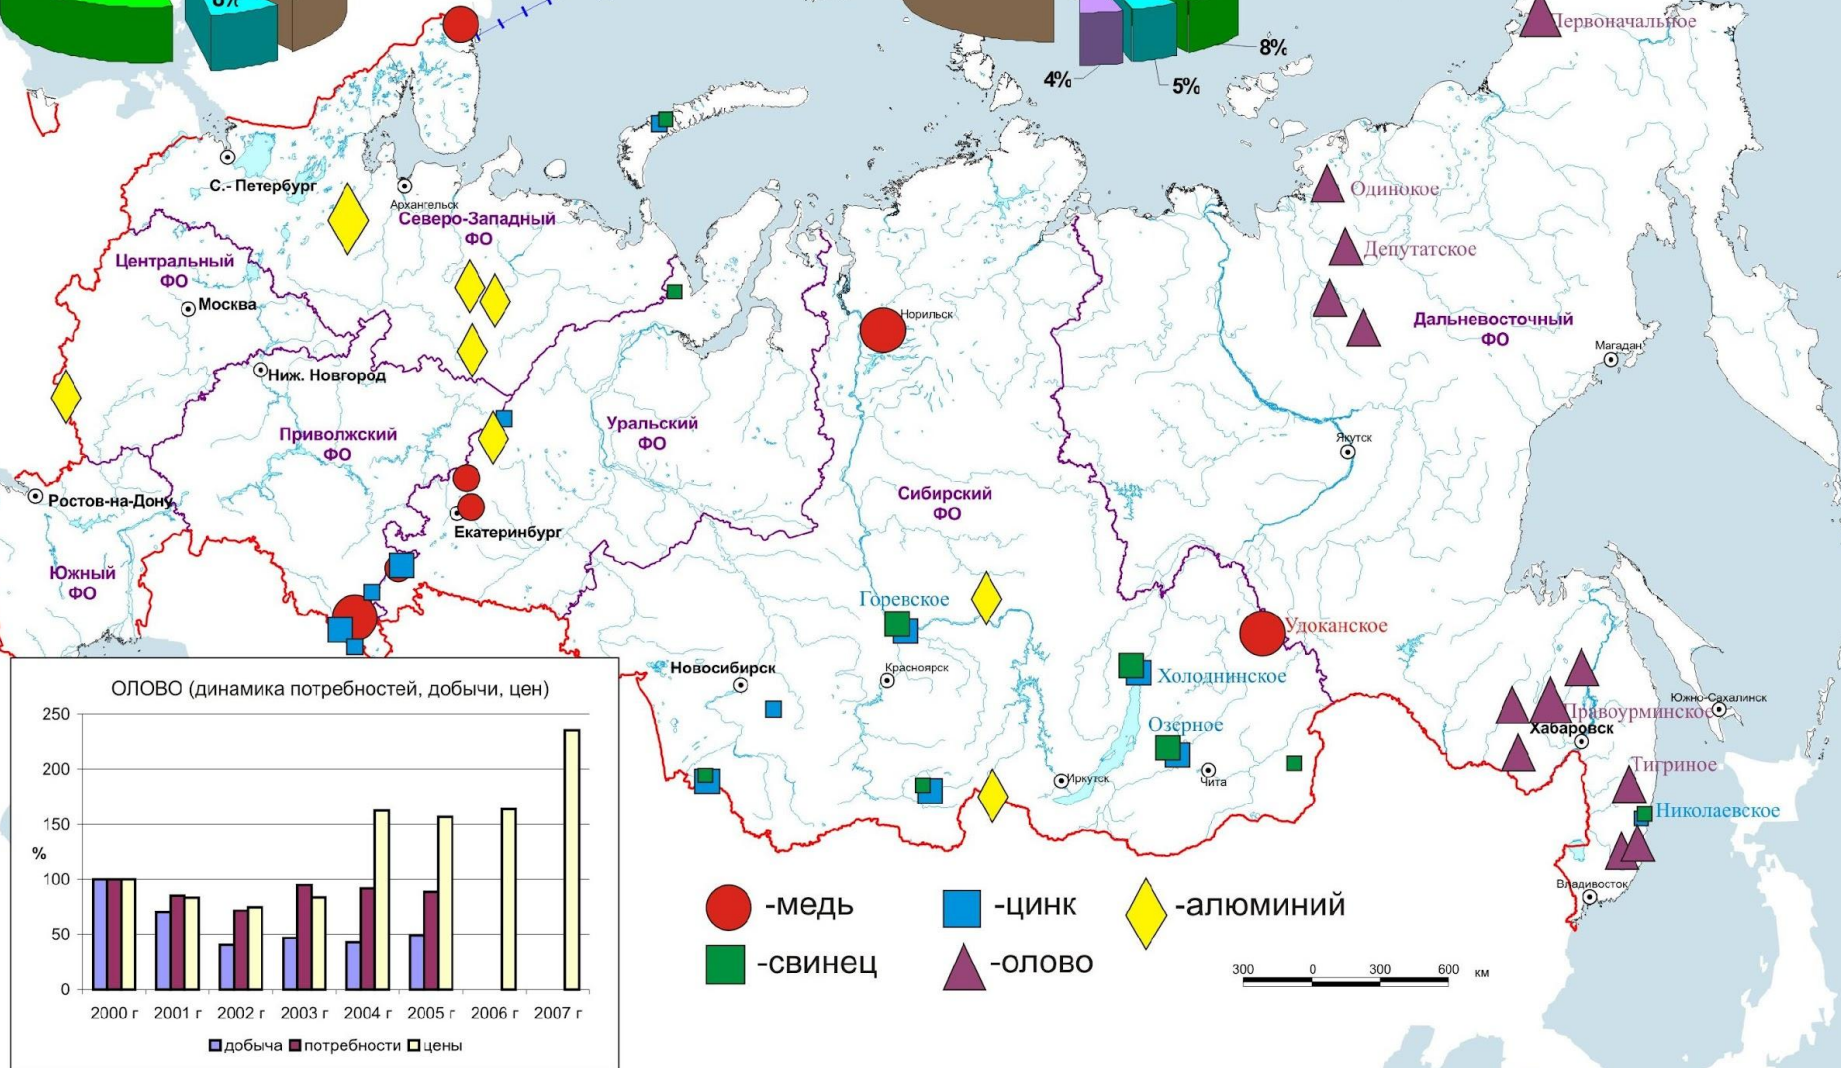 6%
8%
4%
5%
Первоначальное
С.- Петербург
Архангельск
Северо-Западный
ФО
Одинокое
Депутатское
Центральный
ФО
Москва
Норильск
Дальневосточный
ФО
Магадан
Ниж. Новгород
Приволжский
ФО
Уральский
ФО
Якутск
Ростов-на-Дону
Сибирский
ФО
Екатеринбург
Южный
ФО
Горевское
Удоканское
Новосибирск
Красноярск
Холоднинское
Озерное
Южно-Сахалинск
Правоурминское
Хабаровск
Иркутск
Чита
Тигриное
Николаевское
Владивосток
ОЛОВО (динамика потребностей, добычи, цен)
250
200
150
%
100
50
0
2000 г 2001 г 2002 г 2003 г 2004 г 2005 г 2006 г 2007 г
добыча потребности цены
-медь -цинк -алюминий
-свинец -олово
300 0 300 600 км